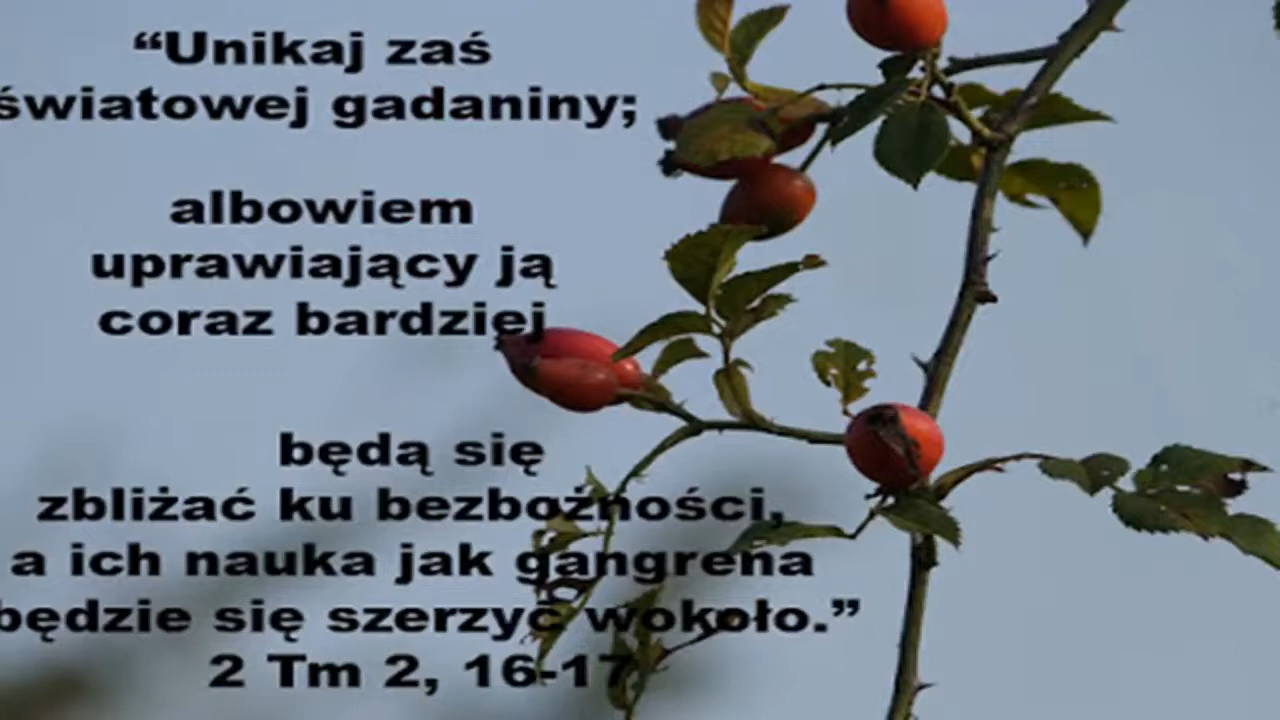 “Unikaj zaś
światowej gadaniny;
albowiem
uprawiający ją
coraz bardziej
będą się
zbliżać ku bezbożności,
a ich nauka jak gangrena
będzie się szerzyć wokoło.”
2 Tm 2, 16-17